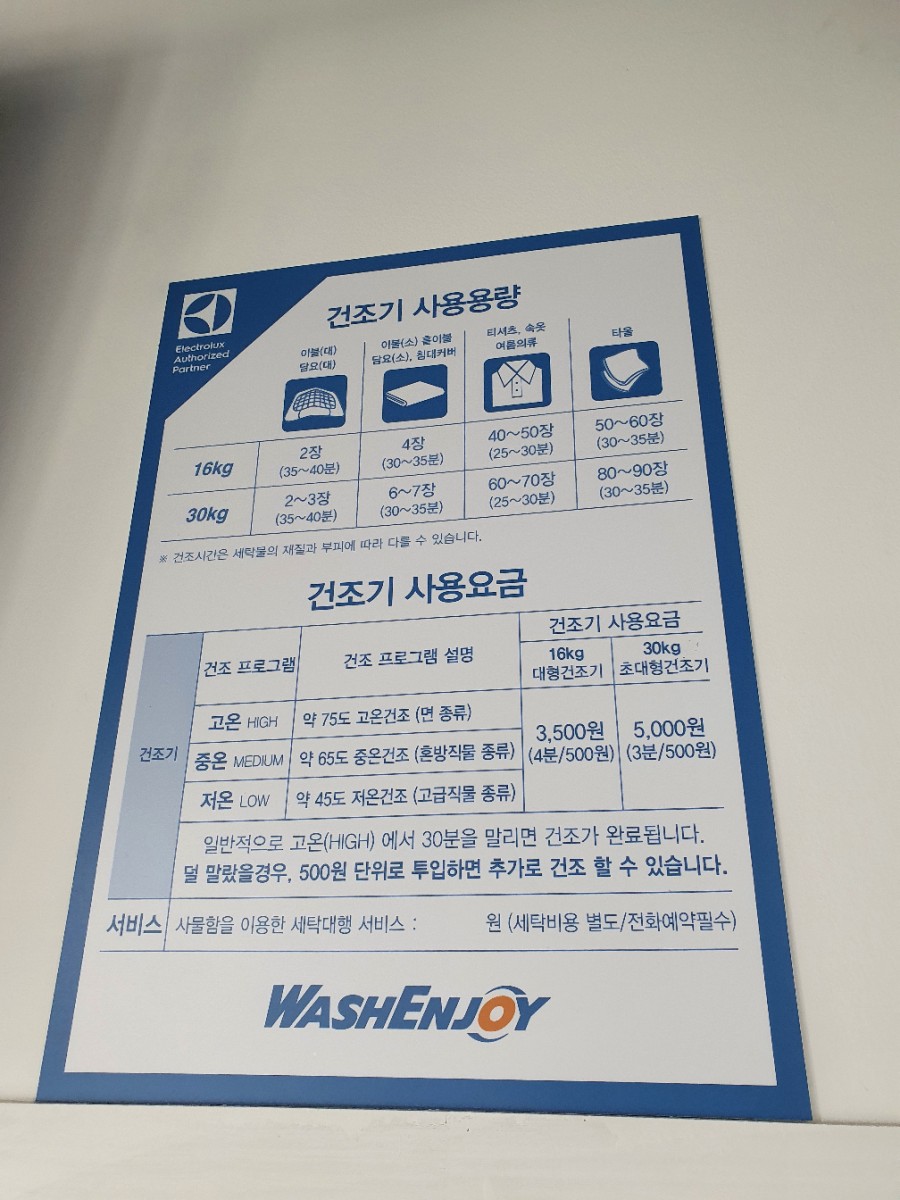 Electrolux
Authorized
Partner
건조기 사용용량
이불(대)
담요(대)
이불(소) 홑이불
담요(소), 침대커버
티셔츠, 속옷
여름의류
타올
16kg
2장
(35~40분)
4장
(30~35분)
40~50장
(25~30분)
50~60장
(30~35분)
30kg
2~3장
(35~40분)
6~7장
(30~35분)
60~70장
(25~30분)
80~90장
(30~35분)
※ 건조시간은 세탁물의 재질과 부피에 따라 다를 수 있습니다.
건조기 사용요금
건조기
건조 프로그램
건조 프로그램 설명
건조기 사용요금
16kg
대형건조기
30kg
초대형건조기
고온 HIGH
약 75도 고온건조 (면 종류)
중온 MEDIUM
약 65도 중온건조 (혼방직물 종류)
저온 LOW
약 45도 저온건조 (고급직물 종류)
3,500원
(4분/500원)
5,000원
(3분/500원)
일반적으로 고온(HIGH) 에서 30분을 말리면 건조가 완료됩니다.
덜 말랐을경우, 500원 단위로 투입하면 추가로 건조 할 수 있습니다.
서비스
사물함을 이용한 세탁대행 서비스 : 원 (세탁비용 별도/전화예약필수)
WASHENJOY